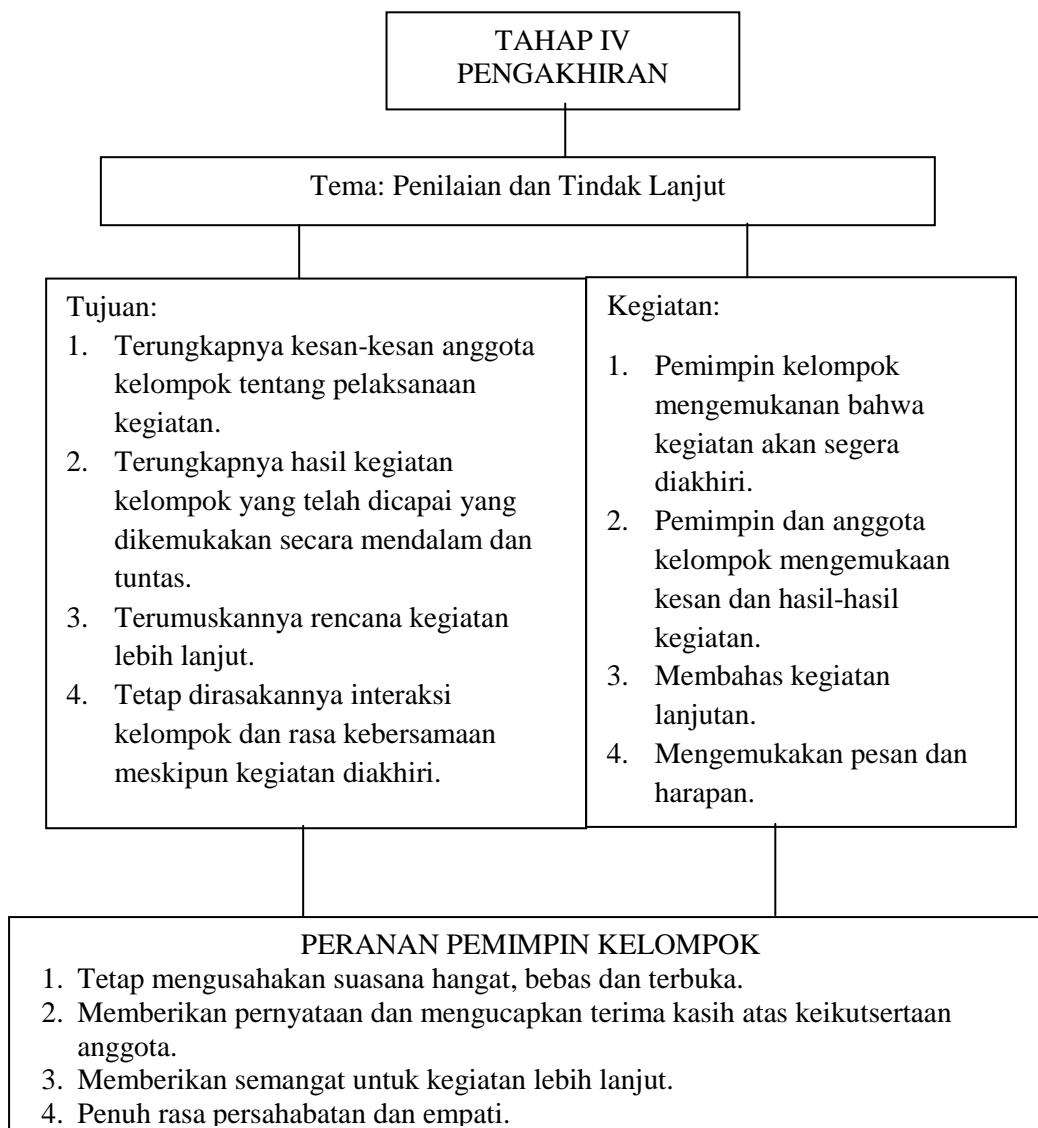 TAHAP IV
PENGAKHIRAN
Tema: Penilaian dan Tindak Lanjut
Tujuan:
1. Terungkapnya kesan-kesan anggota
kelompok tentang pelaksanaan
kegiatan.
2. Terungkapnya hasil kegiatan
kelompok yang telah dicapai yang
dikemukakan secara mendalam dan
tuntas.
3. Terumuskannya rencana kegiatan
lebih lanjut.
4. Tetap dirasakannya interaksi
kelompok dan rasa kebersamaan
meskipun kegiatan diakhiri.
Kegiatan:
1. Pemimpin kelompok
mengemukanan bahwa
kegiatan akan segera
diakhiri.
2. Pemimpin dan anggota
kelompok mengemukaan
kesan dan hasil-hasil
kegiatan.
3. Membahas kegiatan
lanjutan.
4. Mengemukakan pesan dan
harapan.
PERANAN PEMIMPIN KELOMPOK
1. Tetap mengusahakan suasana hangat, bebas dan terbuka.
2. Memberikan pernyataan dan mengucapkan terima kasih atas keikutsertaan
anggota.
3. Memberikan semangat untuk kegiatan lebih lanjut.
4. Penuh rasa persahabatan dan empati.